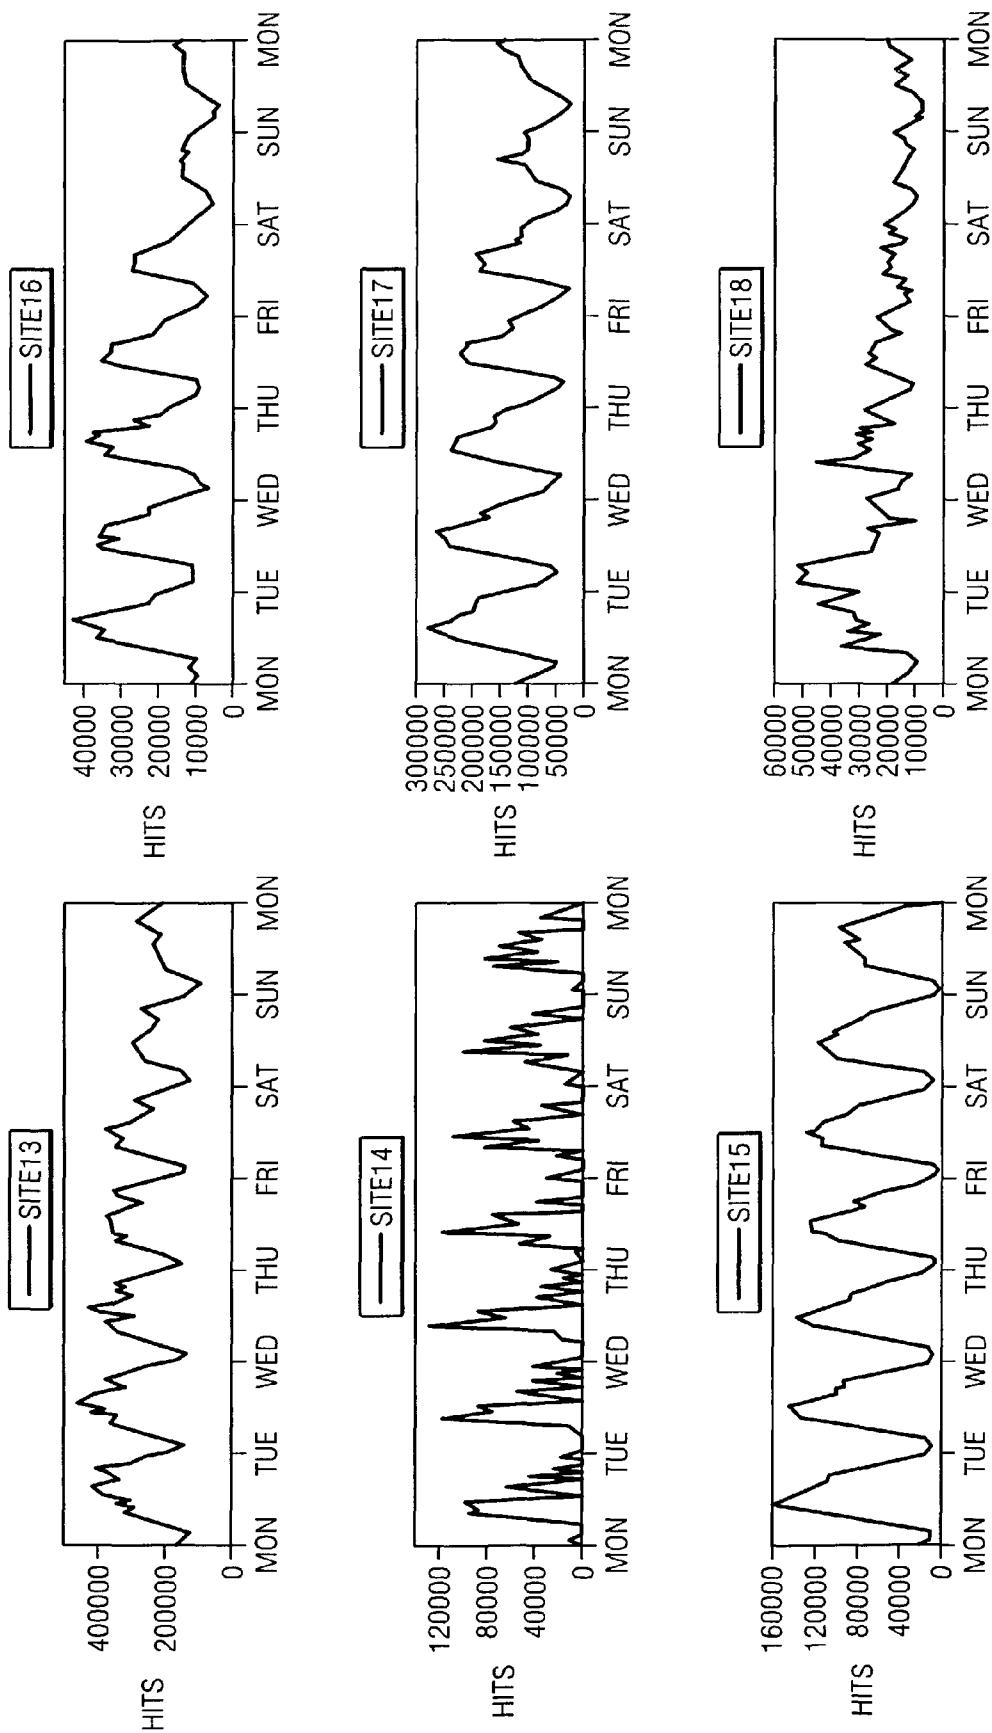 SITE13
HITS
400000
200000
0
MON TUE WED THU FRI SAT SUN MON
SITE16
HITS
40000
30000
20000
10000
0
MON TUE WED THU FRI SAT SUN MON
SITE14
HITS
120000
80000
40000
0
MON TUE WED THU FRI SAT SUN MON
SITE17
HITS
300000
250000
200000
150000
100000
50000
0
MON TUE WED THU FRI SAT SUN MON
SITE15
HITS
160000
120000
80000
40000
0
MON TUE WED THU FRI SAT SUN MON
SITE18
HITS
60000
50000
40000
30000
20000
10000
0
MON TUE WED THU FRI SAT SUN MON